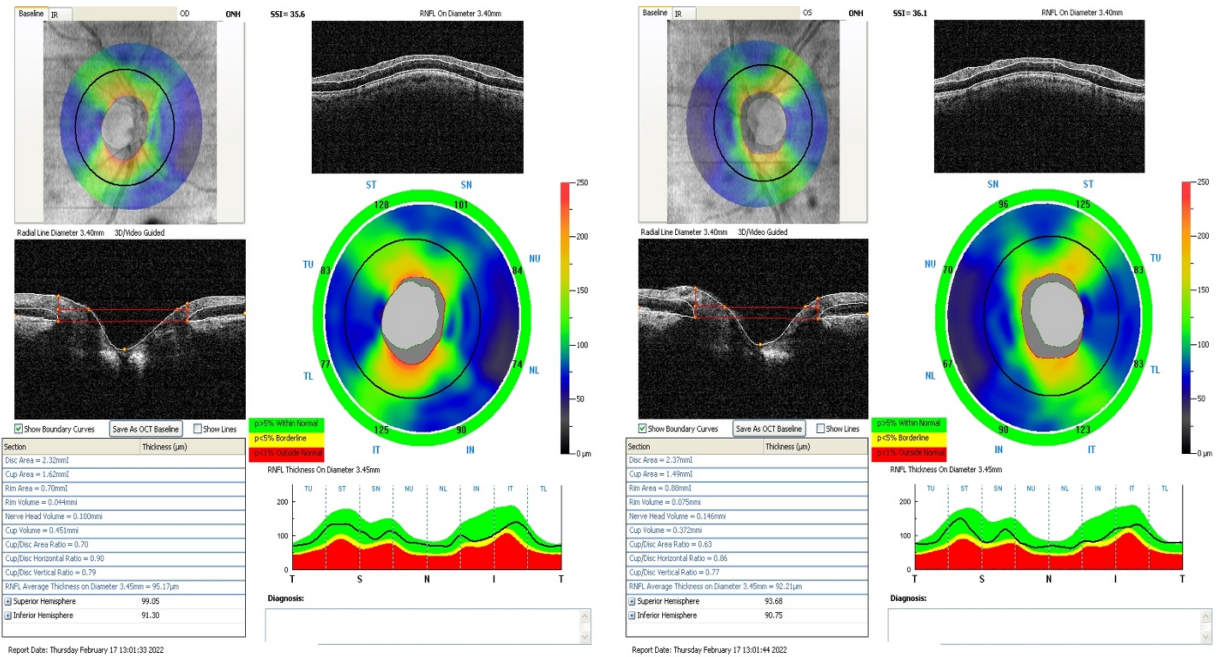 Baseline IR OD ONH
SSI= 35.6 RNFL On Diameter 3.40mm
Radial Line Diameter 3.40mm 3D/Video Guided
ST SN
128 101
TU 83 84 NU
TL 77 74 NL
125 90
IT IN
250
200
150
100
50
0 µm
Show Boundary Curves Save As OCT Baseline Show Lines
p>5% Within Normal
p<5% Borderline
p<1% Outside Normal
Section Thickness (µm)
Disc Area = 2.32mml
Cup Area = 1.62mml
Rim Area = 0.70mml
Rim Volume = 0.044mml
Nerve Head Volume = 0.100mml
Cup Volume = 0.451mml
Cup/Disc Area Ratio = 0.70
Cup/Disc Horizontal Ratio = 0.90
Cup/Disc Vertical Ratio = 0.79
RNFL Average Thickness on Diameter 3.45mm = 95.17µm
Superior Hemisphere 99.05
Inferior Hemisphere 91.30
RNFL Thickness On Diameter 3.45mm
TU ST SN NU NL IN IT TL
200
100
0
T S N I T
Diagnosis:
Report Date: Thursday February 17 13:01:33 2022
Baseline IR OS ONH
SSI= 36.1 RNFL On Diameter 3.40mm
Radial Line Diameter 3.40mm 3D/Video Guided
SN ST
96 125
NU 70 82 TU
NL 67 83 TL
90 123
IN IT
250
200
150
100
50
0 µm
Show Boundary Curves Save As OCT Baseline Show Lines
p>5% Within Normal
p<5% Borderline
p<1% Outside Normal
Section Thickness (µm)
Disc Area = 2.37mml
Cup Area = 1.49mml
Rim Area = 0.88mml
Rim Volume = 0.075mml
Nerve Head Volume = 0.146mml
Cup Volume = 0.372mml
Cup/Disc Area Ratio = 0.63
Cup/Disc Horizontal Ratio = 0.86
Cup/Disc Vertical Ratio = 0.77
RNFL Average Thickness on Diameter 3.45mm = 92.21µm
Superior Hemisphere 93.68
Inferior Hemisphere 90.75
RNFL Thickness On Diameter 3.45mm
TU ST SN NU NL IN IT TL
200
100
0
T S N I T
Diagnosis:
Report Date: Thursday February 17 13:01:44 2022